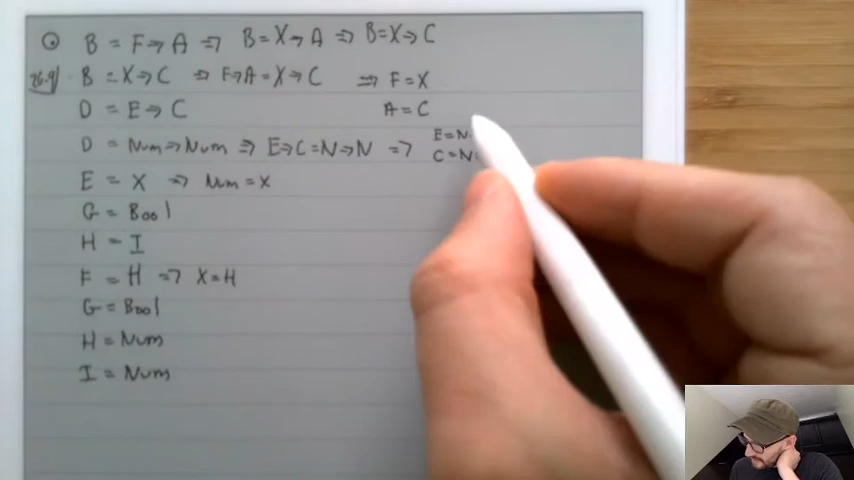 ⊙ B = F → A ⇒ B = X → A ⇒ B = X → C
B = X → C ⇒ F → A = X → C ⇒ F = X
D = E → C A = C
D = Num → Num ⇒ E → C = N → N ⇒ E = N
C = N
E = X ⇒ Num = X
G = Bool
H = I
F = H ⇒ X = H
G = Bool
H = Num
I = Num